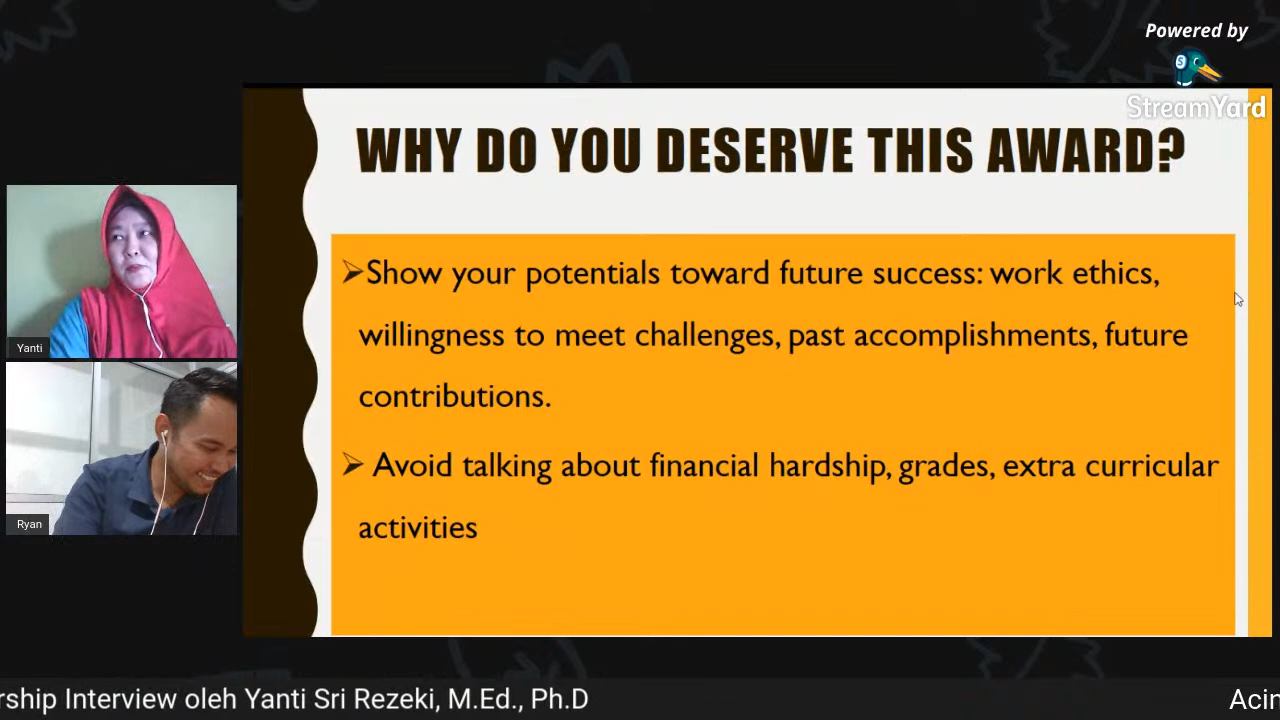 Powered by
StreamYard
WHY DO YOU DESERVE THIS AWARD?
➢Show your potentials toward future success: work ethics,
willingness to meet challenges, past accomplishments, future
contributions.
➢ Avoid talking about financial hardship, grades, extra curricular
activities
Yanti
Ryan
rship Interview oleh Yanti Sri Rezeki, M.Ed., Ph.D
Acin